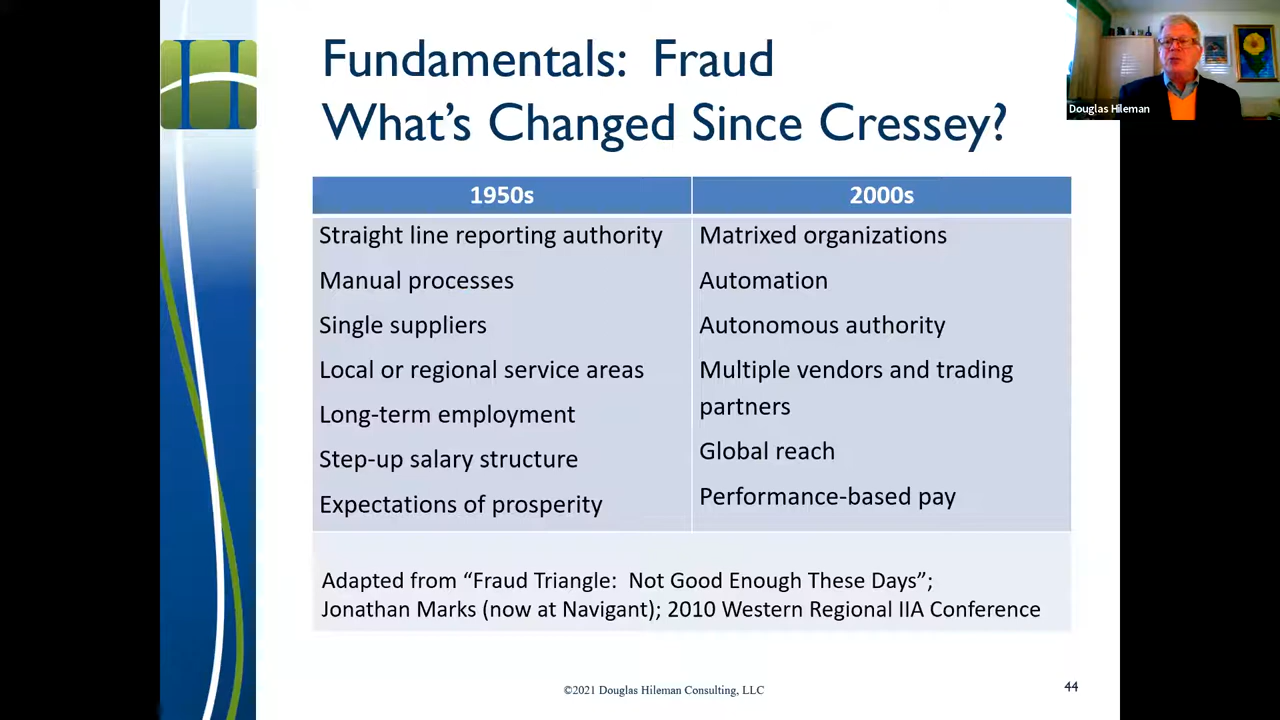 Fundamentals: Fraud
What's Changed Since Cressey?
Douglas Hileman
1950s
2000s
Straight line reporting authority
Manual processes
Single suppliers
Local or regional service areas
Long-term employment
Step-up salary structure
Expectations of prosperity
Matrixed organizations
Automation
Autonomous authority
Multiple vendors and trading
partners
Global reach
Performance-based pay
Adapted from “Fraud Triangle: Not Good Enough These Days”;
Jonathan Marks (now at Navigant); 2010 Western Regional IIA Conference
©2021 Douglas Hileman Consulting, LLC
44